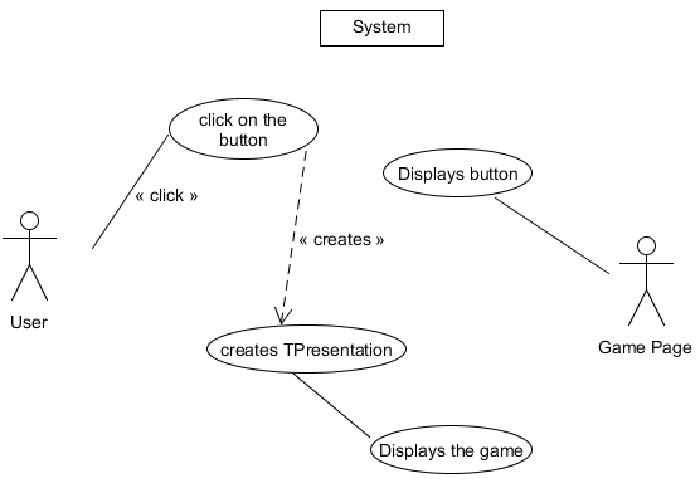 System
click on the
button
Displays button
« click »
« creates »
User
Game Page
creates TPresentation
Displays the game